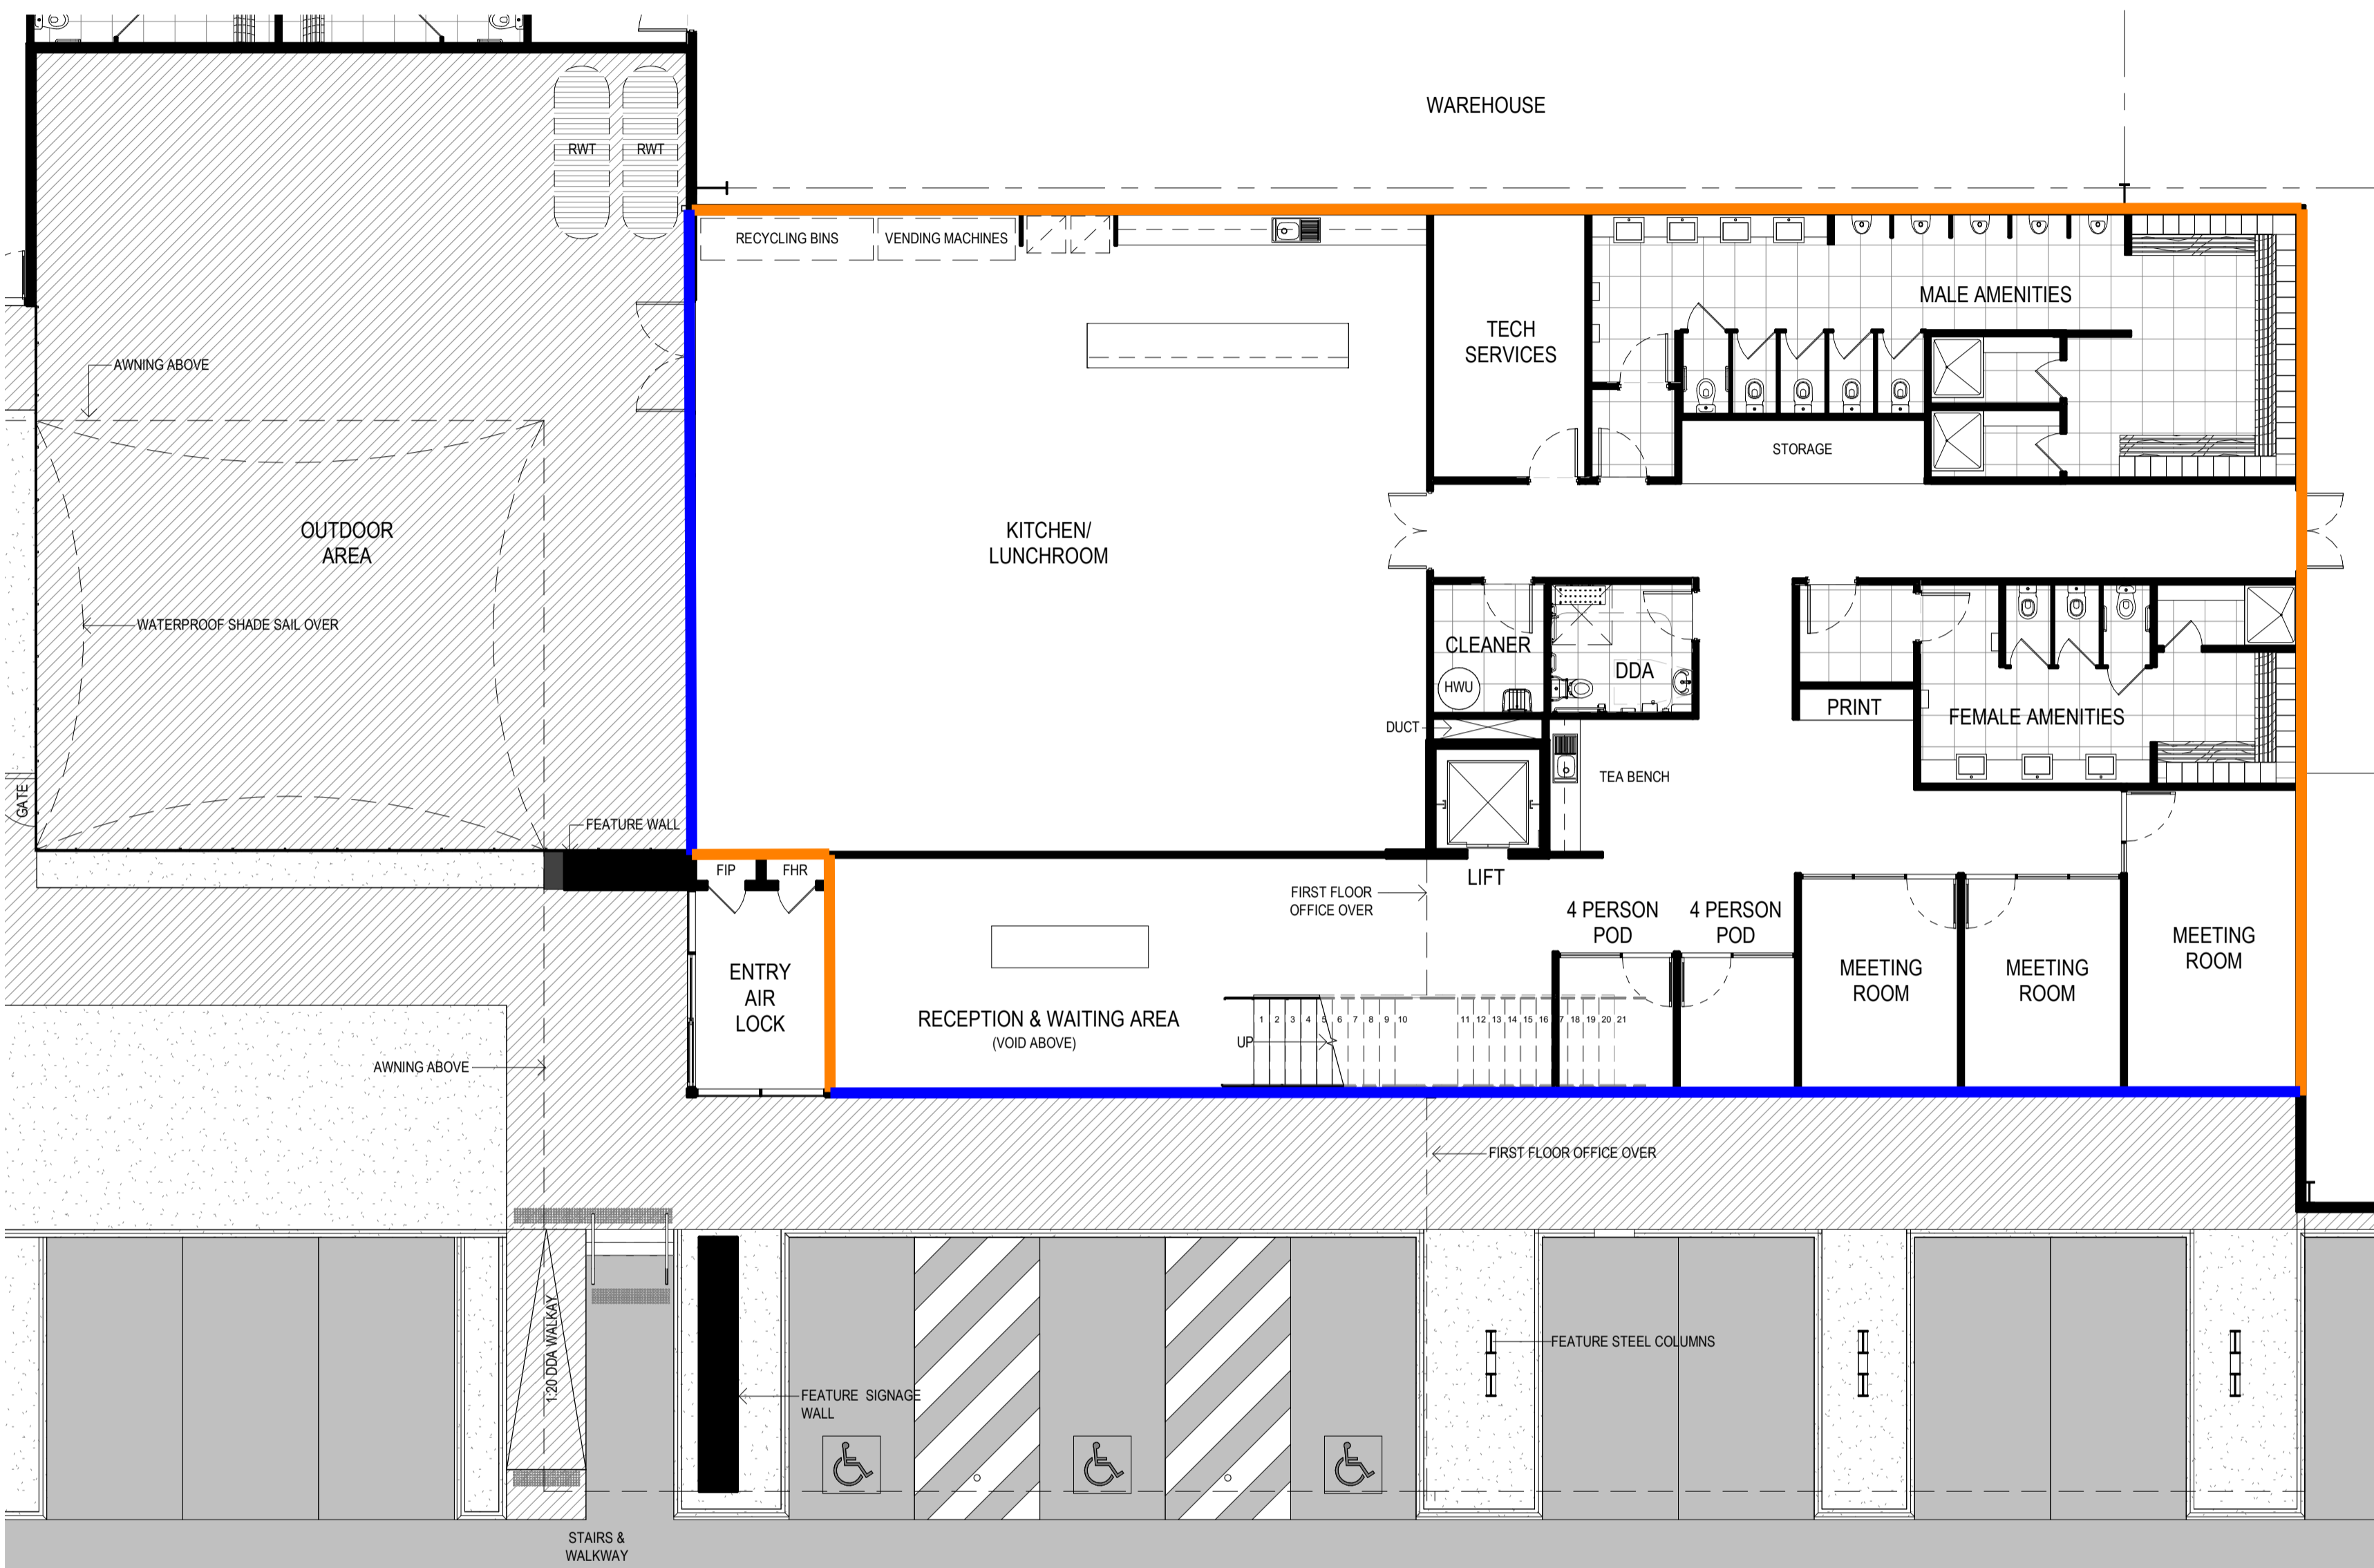 WAREHOUSE
RWT
RWT
RECYCLING BINS
VENDING MACHINES
MALE AMENITIES
TECH
SERVICES
AWNING ABOVE
STORAGE
OUTDOOR
AREA
KITCHEN/
LUNCHROOM
WATERPROOF SHADE SAIL OVER
CLEANER
DDA
HWU
PRINT
FEMALE AMENITIES
DUCT
TEA BENCH
GATE
FEATURE WALL
FIP
FHR
LIFT
FIRST FLOOR
OFFICE OVER
4 PERSON
POD
4 PERSON
POD
MEETING
ROOM
MEETING
ROOM
MEETING
ROOM
ENTRY
AIR
LOCK
RECEPTION & WAITING AREA
(VOID ABOVE)
UP
1 2 3 4 5 6 7 8 9 10 11 12 13 14 15 16 17 18 19 20 21
AWNING ABOVE
FIRST FLOOR OFFICE OVER
1:20 DDA WALKAY
FEATURE STEEL COLUMNS
FEATURE SIGNAGE
WALL
STAIRS &
WALKWAY